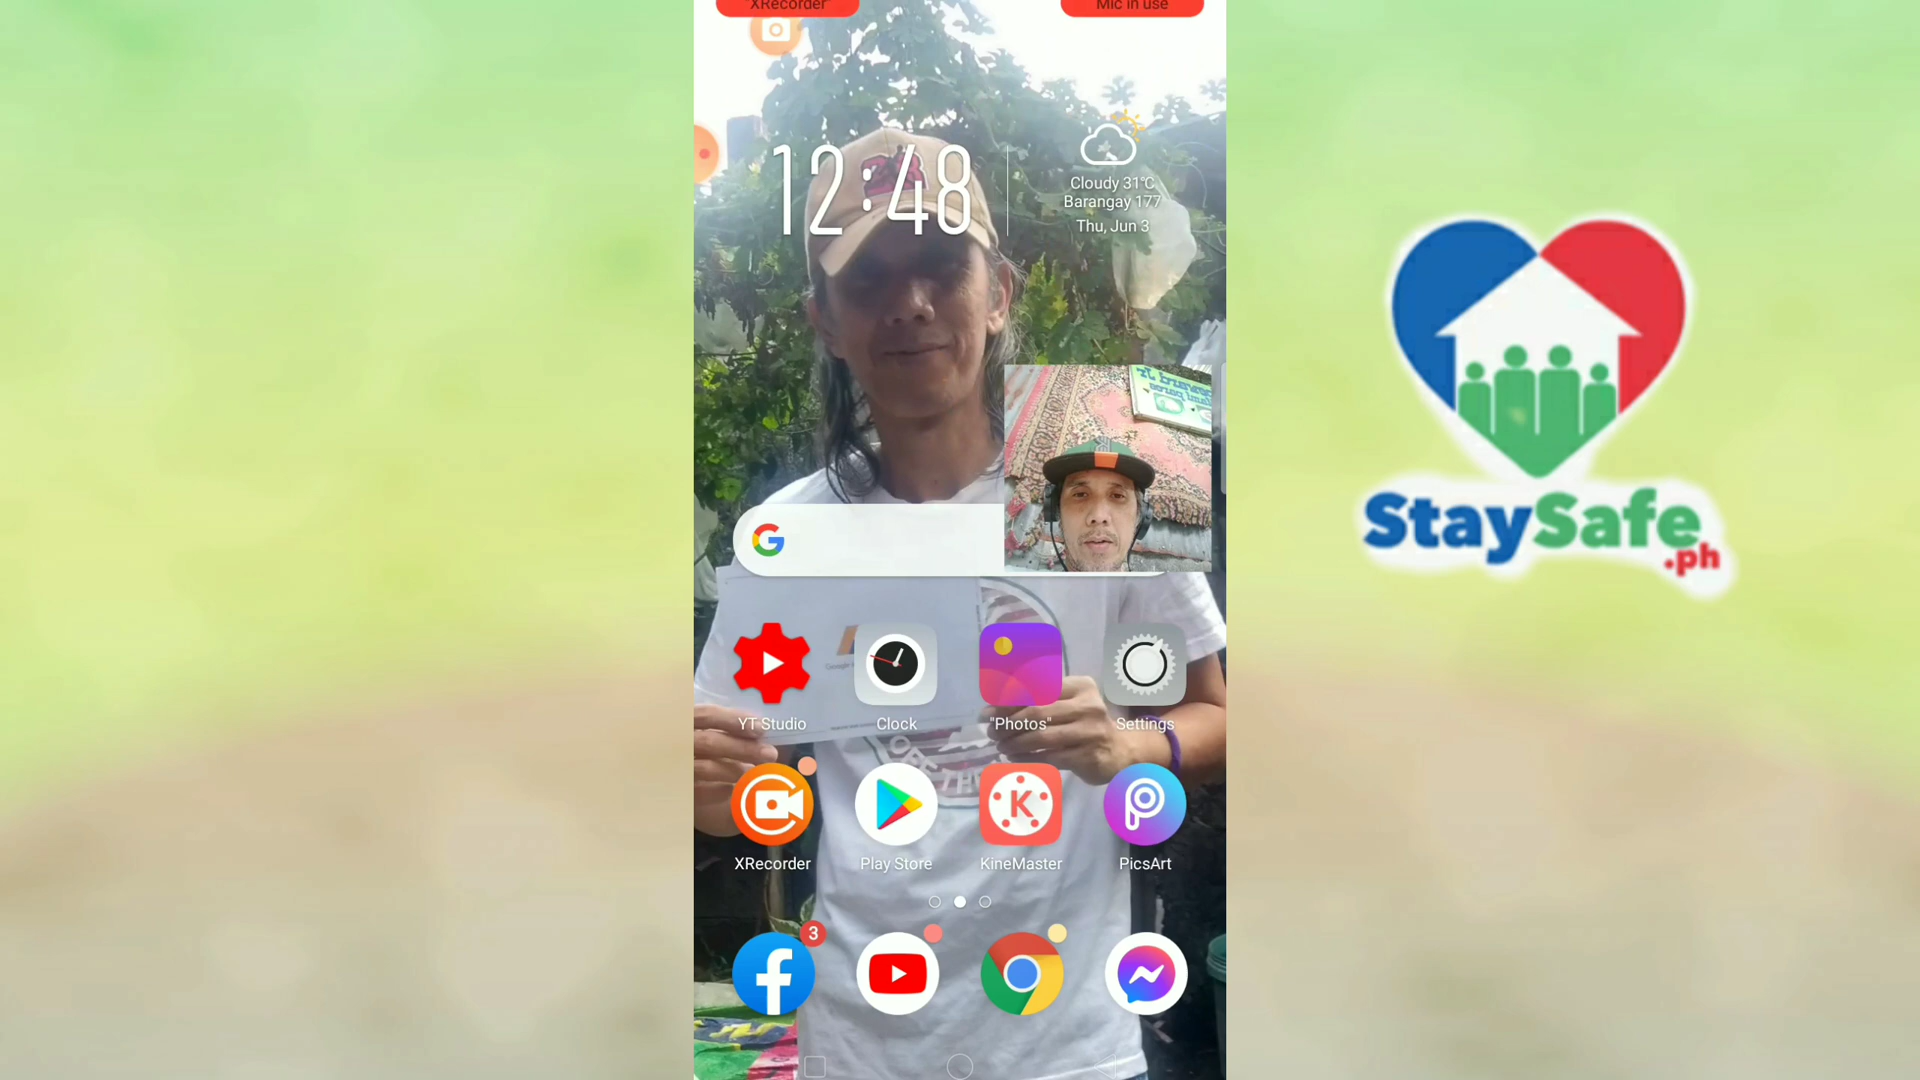 "XRecorder"
Mic in use
12:48
Cloudy 31°C
Barangay 177
Thu, Jun 3
YT Studio
Clock
"Photos"
Settings
XRecorder
Play Store
KineMaster
PicsArt
3
StaySafe
.ph